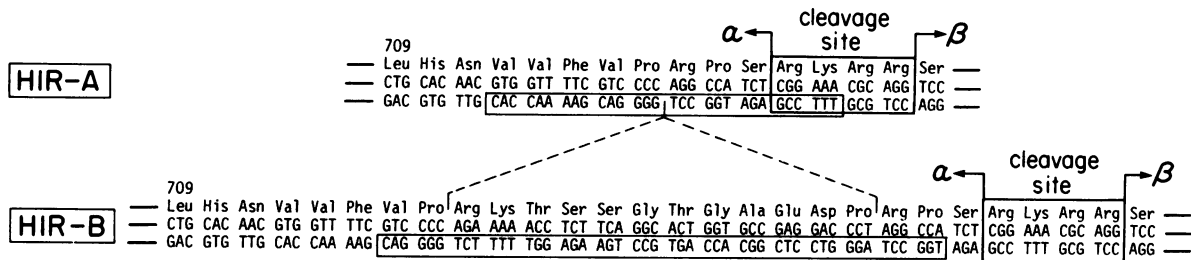 cleavage
site
α β
709
Leu His Asn Val Val Phe Val Pro Arg Pro Ser Arg Lys Arg Arg Ser
HIR-A
CTG CAC AAC GTG GTT TTC GTC CCC AGG CCA TCT CGG AAA CGC AGG TCC
GAC GTG TTG CAC CAA AAG CAG GGG TCC GGT AGA GCC TTT GCG TCC AGG
cleavage
site
α β
709
Leu His Asn Val Val Phe Val Pro Arg Lys Thr Ser Ser Gly Thr Gly Ala Glu Asp Pro Arg Pro Ser Arg Lys Arg Arg Ser
HIR-B
CTG CAC AAC GTG GTT TTC GTC CCC AGA AAA ACC TCT TCA GGC ACT GGT GCC GAG GAC CCT AGG CCA TCT CGG AAA CGC AGG TCC
GAC GTG TTG CAC CAA AAG CAG GGG TCT TTT TGG AGA AGT CCG TGA CCA CGG CTC CTG GGA TCC GGT AGA GCC TTT GCG TCC AGG